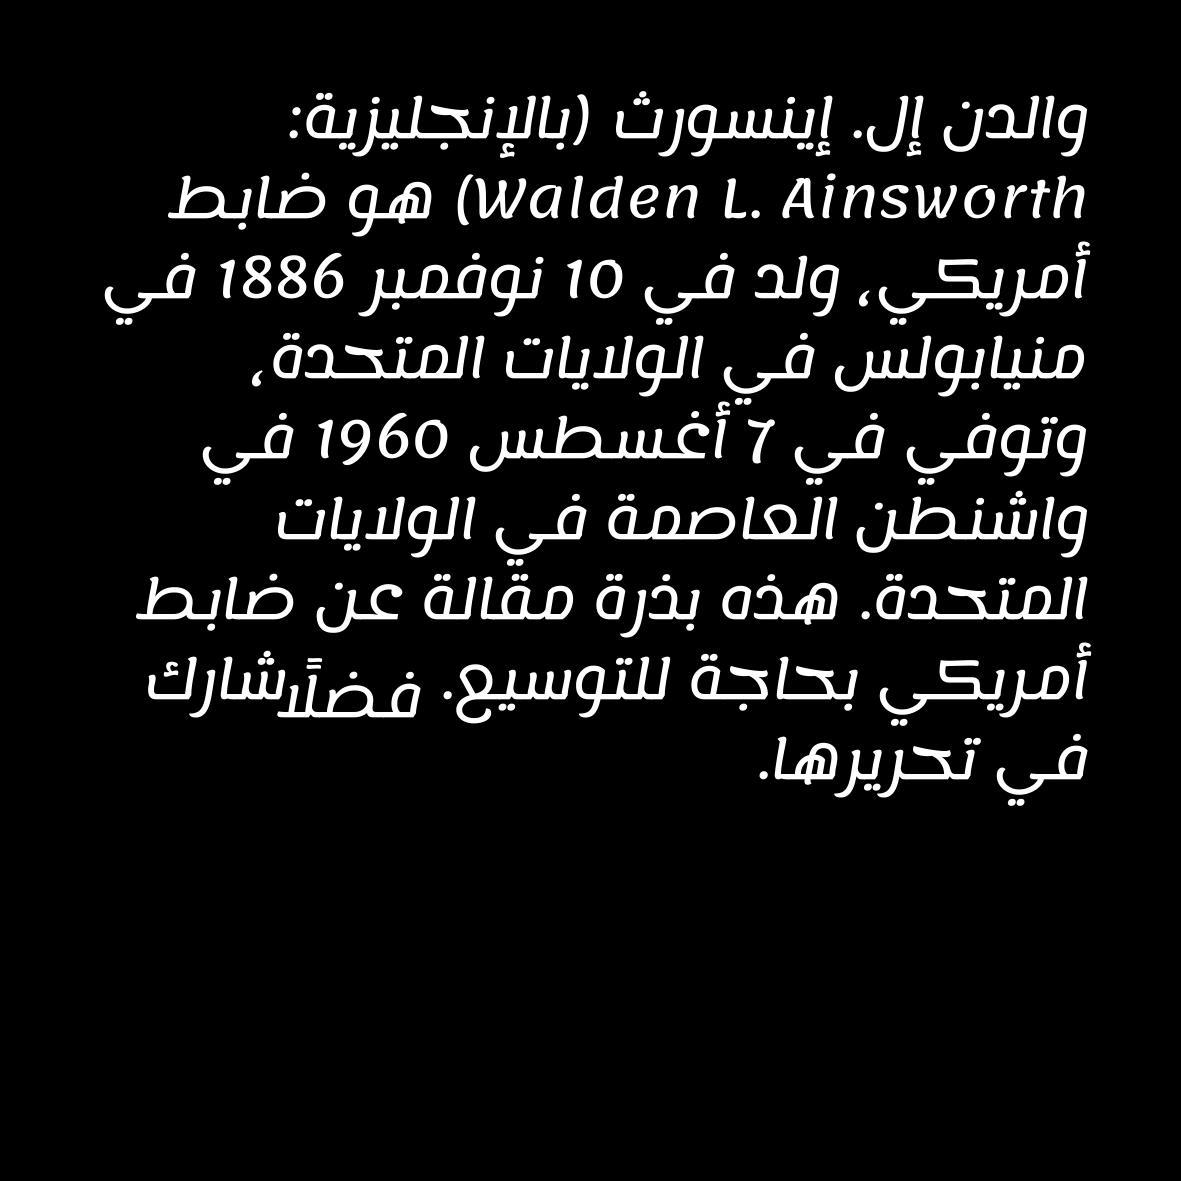 والدن إل. إينسورث (بالإنجليزية:
Walden L. Ainsworth) هو ضابط
أمريكي، ولد في 10 نوفمبر 1886 في
منيابولس في الولايات المتحدة،
وتوفي في 7 أغسطس 1960 في
واشنطن العاصمة في الولايات
المتحدة. هذه بذرة مقالة عن ضابط
أمريكي بحاجة للتوسيع. فضلًاشارك
في تحريرها.